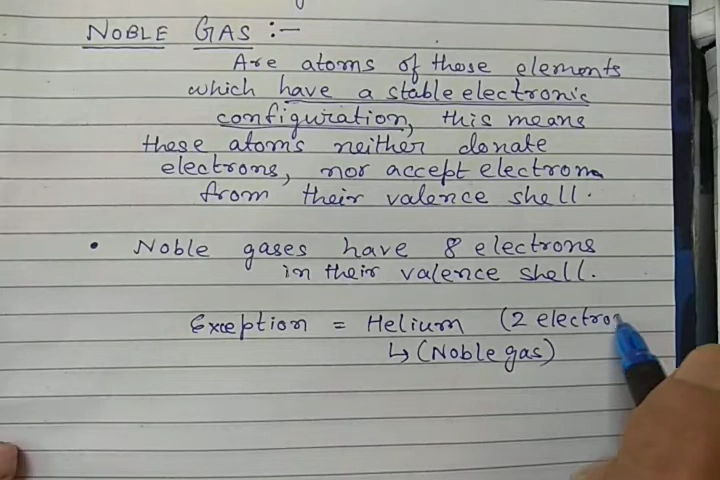 NOBLE GAS :-
Are atoms of those elements
which have a stable electronic
configuration, this means
these atoms neither donate
electrons, nor accept electron
from their valence shell.
• Noble gases have 8 electrons
in their valence shell.
Exception = Helium (2 electron
↳ (Noble gas)